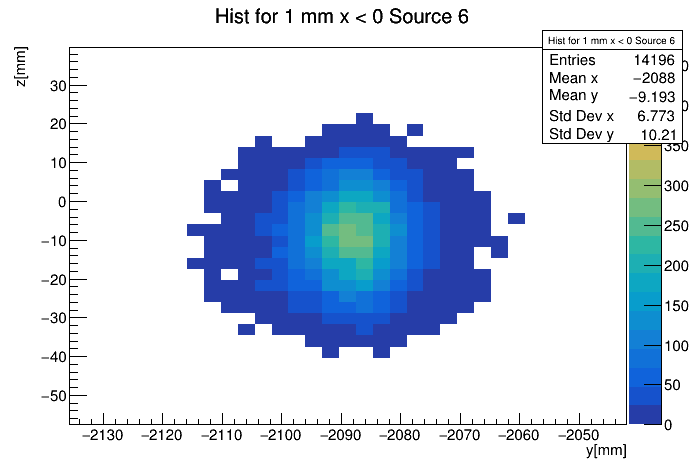 Hist for 1 mm x < 0 Source 6
z[mm]
Hist for 1 mm x < 0 Source 6
Entries 14196
Mean x −2088
Mean y −9.193
Std Dev x 6.773
Std Dev y 10.21
30
20
10
0
−10
−20
−30
−40
−50
350
300
250
200
150
100
50
0
−2130 −2120 −2110 −2100 −2090 −2080 −2070 −2060 −2050
y[mm]